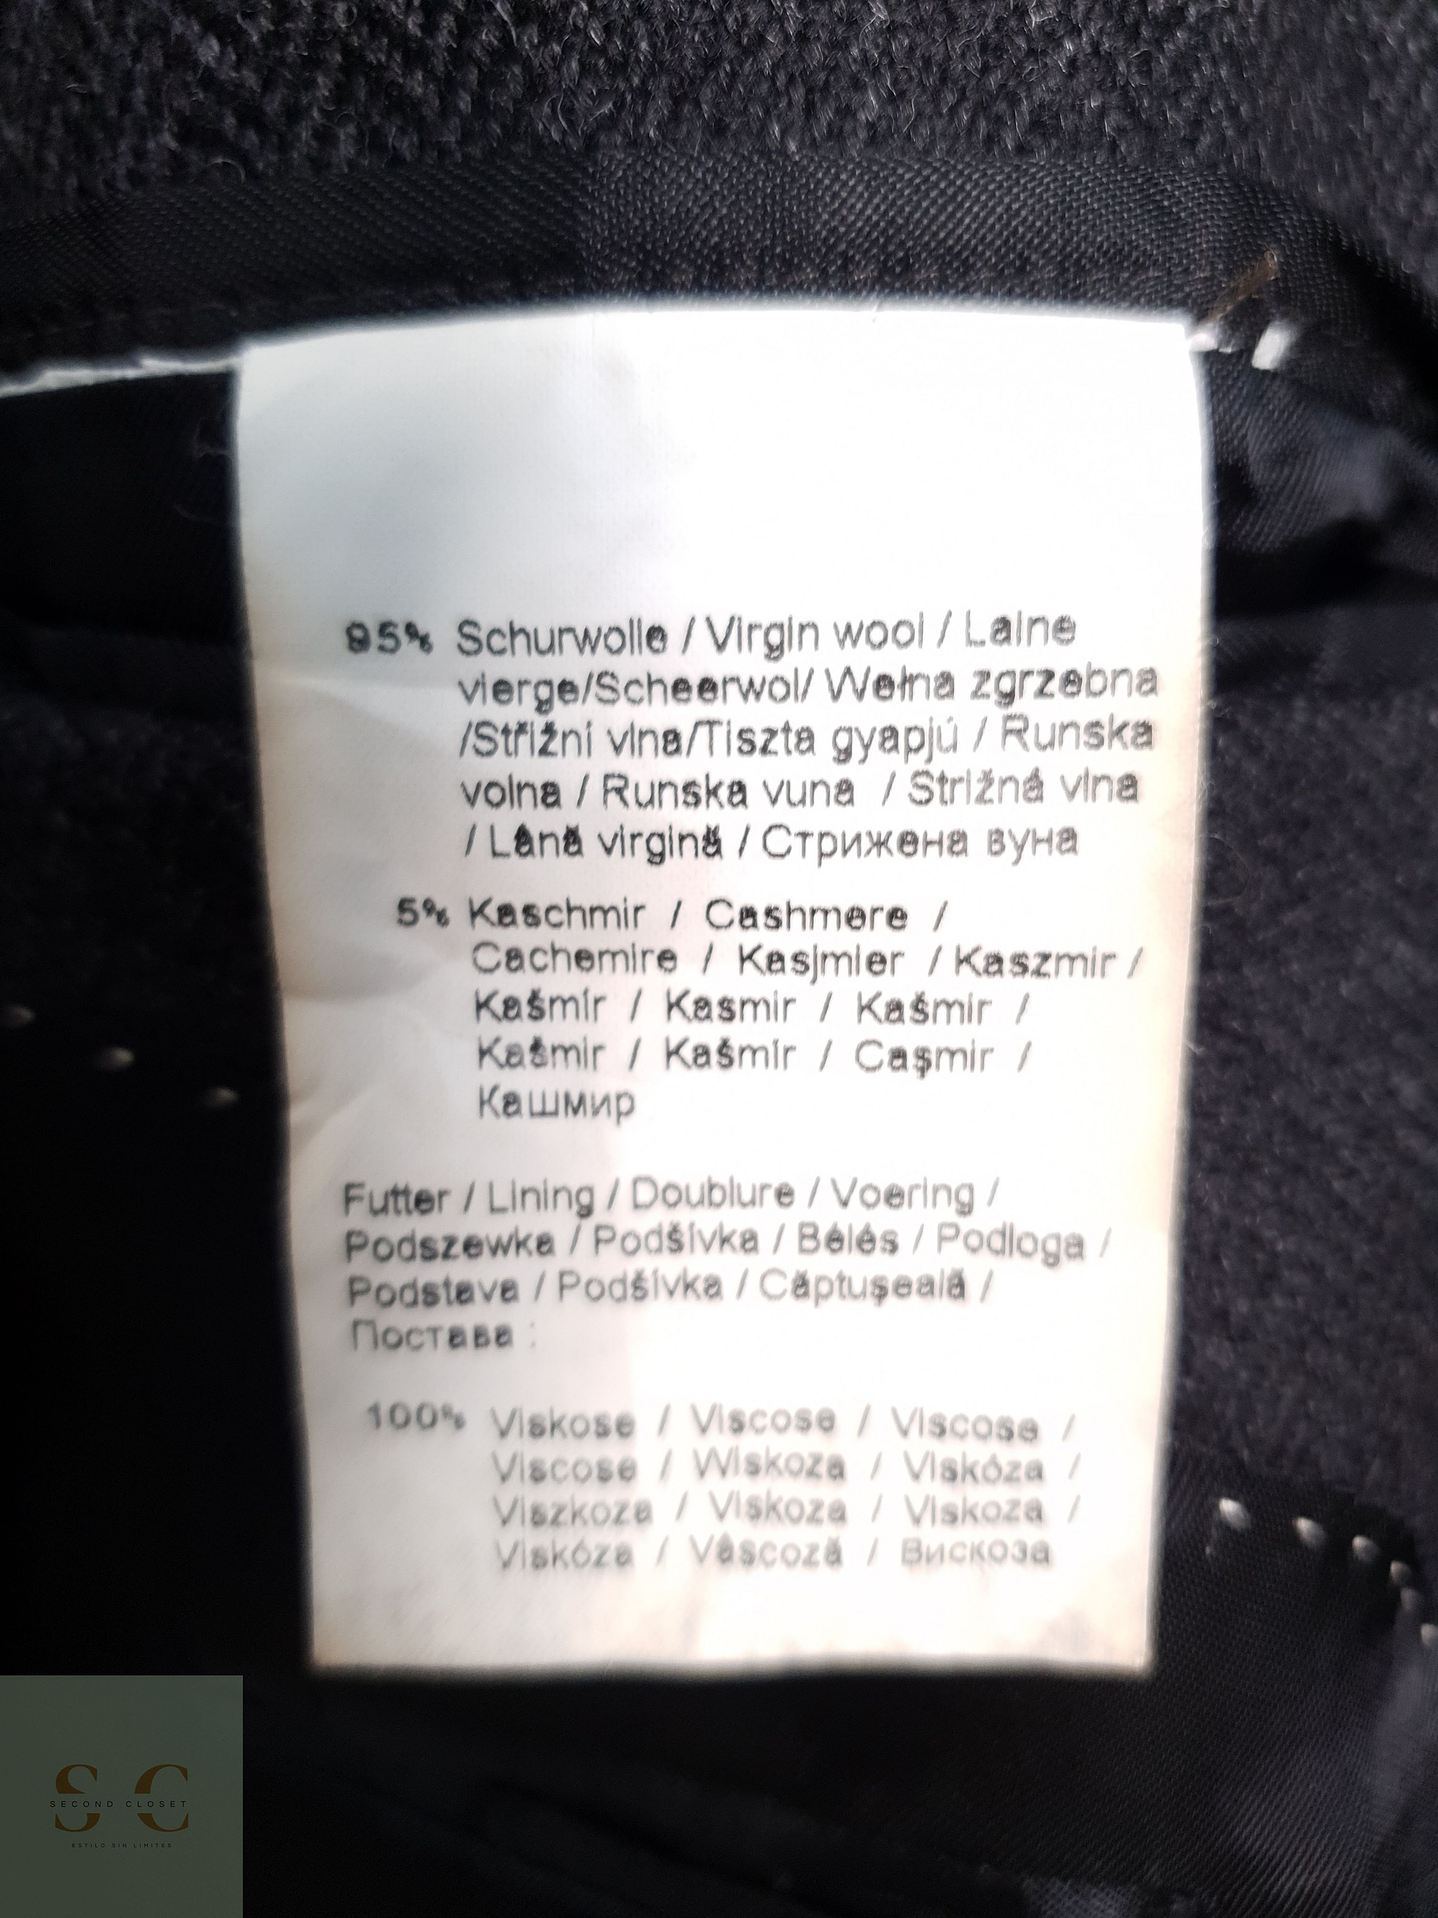 95% Schurwolle / Virgin wool / Laine
vierge/Scheerwol/ Wełna zgrzebna
/Střižní vlna/Tiszta gyapjú / Runska
volna / Runska vuna / Strižná vlna
/ Lână virgină / Стрижена вуна
5% Kaschmir / Cashmere /
Cachemire / Kasjmier / Kaszmir /
Kašmír / Kasmir / Kašmir /
Kašmir / Kašmír / Caşmir /
Кашмир
Futter / Lining / Doublure / Voering /
Podszewka / Podšívka / Bélés / Podloga /
Podstava / Podšívka / Căptuşeală /
Постава :
100% Viskose / Viscose / Viscose /
Viscose / Wiskoza / Viskóza /
Viszkoza / Viskoza / Viskoza /
Viskóza / Vâscoză / Вискоза
SC
SECOND CLOSET
ESTILO SIN LIMITES